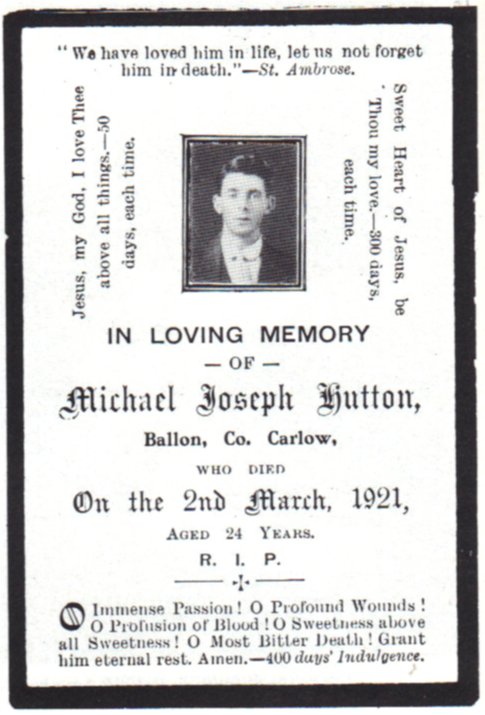 " We have loved him in life, let us not forget
him in death."—St. Ambrose.
Jesus, my God, I love Thee
above all things.—50
days, each time.
Sweet Heart of Jesus, be
Thou my love.—300 days,
each time.
IN LOVING MEMORY
— OF —
Michael Joseph Hutton,
Ballon, Co. Carlow,
WHO DIED
On the 2nd March, 1921,
AGED 24 YEARS.
R. I. P.
O Immense Passion! O Profound Wounds!
O Profusion of Blood! O Sweetness above
all Sweetness! O Most Bitter Death! Grant
him eternal rest. Amen.—400 days' Indulgence.